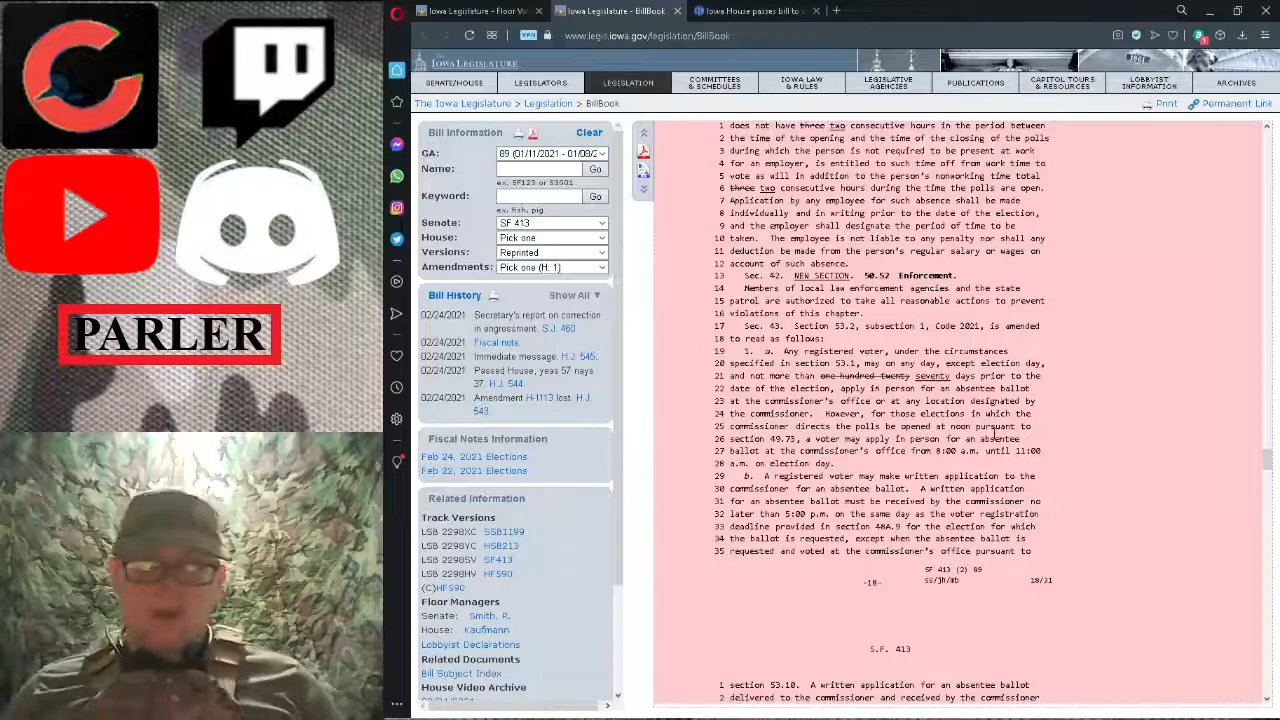 PARLER
Iowa Legislature - Floor Vo
Iowa Legislature - BillBook
Iowa House passes bill to
VPN
www.legis.iowa.gov/legislation/BillBook
THE IOWA LEGISLATURE
SENATE/HOUSE
LEGISLATORS
LEGISLATION
COMMITTEES & SCHEDULES
IOWA LAW & RULES
LEGISLATIVE AGENCIES
PUBLICATIONS
CAPITOL TOURS & RESOURCES
LOBBYIST INFORMATION
ARCHIVES
The Iowa Legislature > Legislation > BillBook
Print
Permanent Link
Bill Information
Clear
GA:
89 (01/11/2021 - 01/08/2
Name:
Go
ex. SF123 or S3001
Keyword:
Go
ex. fish, pig
Senate:
SF 413
House:
Pick one
Versions:
Reprinted
Amendments:
Pick one (H: 1)
Bill History
Show All ▼
02/24/2021 Secretary's report on correction in engrossment. S.J. 460
02/24/2021 Fiscal note.
02/24/2021 Immediate message. H.J. 545.
02/24/2021 Passed House, yeas 57 nays 37. H.J. 544.
02/24/2021 Amendment H-1113 lost. H.J. 543.
Fiscal Notes Information
Feb 24, 2021 Elections
Feb 22, 2021 Elections
Related Information
Track Versions
LSB 2298XC SSB1199
LSB 2298YC HSB213
LSB 2298SV SF413
LSB 2298HV HF590
(C)HF590
Floor Managers
Senate: Smith, R.
House: Kaufmann
Lobbyist Declarations
Related Documents
Bill Subject Index
House Video Archive
1 does not have three two consecutive hours in the period between
2 the time of the opening and the time of the closing of the polls
3 during which the person is not required to be present at work
4 for an employer, is entitled to such time off from work time to
5 vote as will in addition to the person's nonworking time total
6 three two consecutive hours during the time the polls are open.
7 Application by any employee for such absence shall be made
8 individually and in writing prior to the date of the election,
9 and the employer shall designate the period of time to be
10 taken. The employee is not liable to any penalty nor shall any
11 deduction be made from the person's regular salary or wages on
12 account of such absence.
13 Sec. 42. NEW SECTION. 50.52 Enforcement.
14 Members of local law enforcement agencies and the state
15 patrol are authorized to take all reasonable actions to prevent
16 violations of this chapter.
17 Sec. 43. Section 53.2, subsection 1, Code 2021, is amended
18 to read as follows:
19 1. a. Any registered voter, under the circumstances
20 specified in section 53.1, may on any day, except election day,
21 and not more than one hundred twenty seventy days prior to the
22 date of the election, apply in person for an absentee ballot
23 at the commissioner's office or at any location designated by
24 the commissioner. However, for those elections in which the
25 commissioner directs the polls be opened at noon pursuant to
26 section 49.73, a voter may apply in person for an absentee
27 ballot at the commissioner's office from 8:00 a.m. until 11:00
28 a.m. on election day.
29 b. A registered voter may make written application to the
30 commissioner for an absentee ballot. A written application
31 for an absentee ballot must be received by the commissioner no
32 later than 5:00 p.m. on the same day as the voter registration
33 deadline provided in section 48A.9 for the election for which
34 the ballot is requested, except when the absentee ballot is
35 requested and voted at the commissioner's office pursuant to
SF 413 (2) 89
-18- ss/jh/mb 18/31
S.F. 413
1 section 53.10. A written application for an absentee ballot
2 delivered to the commissioner and received by the commissioner